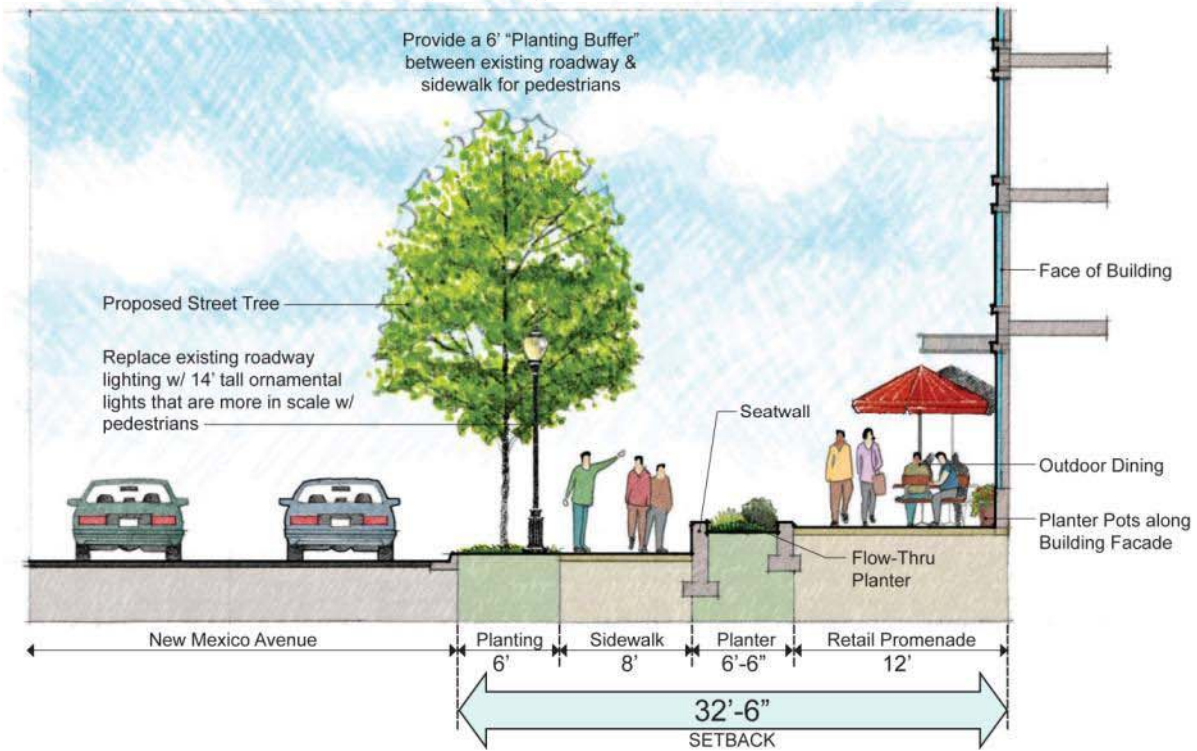 Provide a 6’ “Planting Buffer”
between existing roadway &
sidewalk for pedestrians
Proposed Street Tree
Replace existing roadway
lighting w/ 14’ tall ornamental
lights that are more in scale w/
pedestrians
Face of Building
Seatwall
Outdoor Dining
Planter Pots along
Building Facade
Flow-Thru
Planter
New Mexico Avenue
Planting
6’
Sidewalk
8’
Planter
6’-6”
Retail Promenade
12’
32’-6”
SETBACK